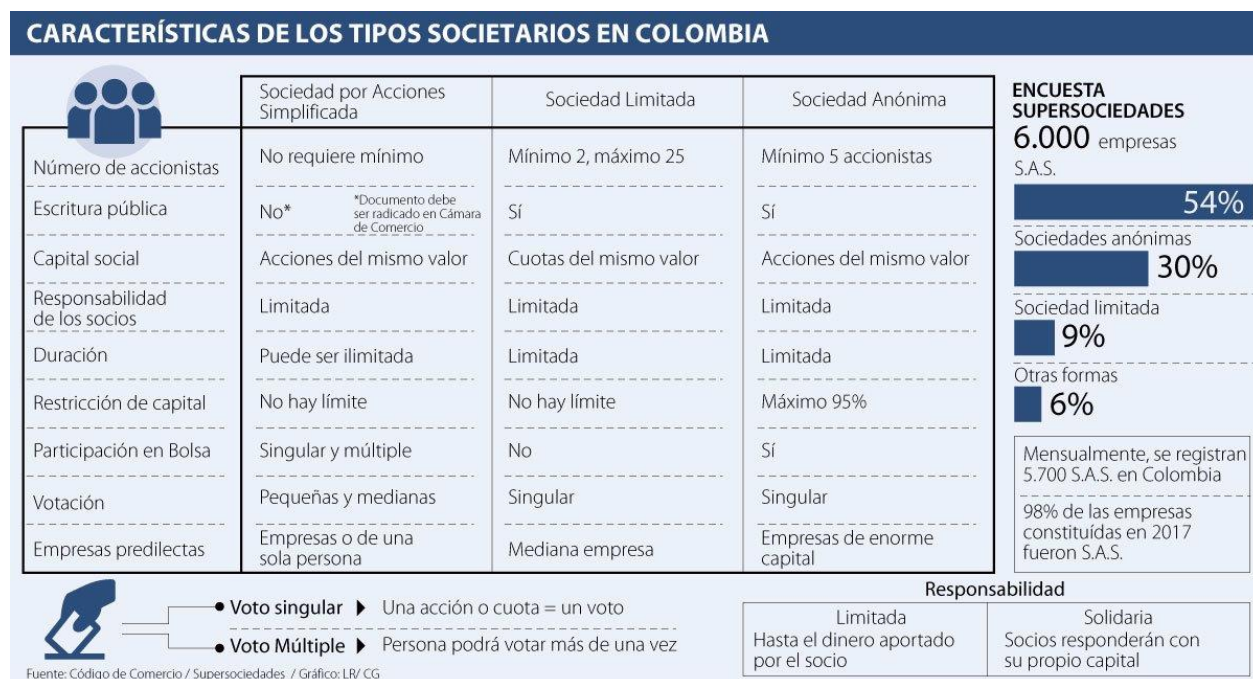 CARACTERÍSTICAS DE LOS TIPOS SOCIETARIOS EN COLOMBIA
Sociedad por Acciones
Simplificada
Sociedad Limitada
Sociedad Anónima
Número de accionistas
No requiere mínimo
Mínimo 2, máximo 25
Mínimo 5 accionistas
Escritura pública
No*
*Documento debe
ser radicado en Cámara
de Comercio
Sí
Sí
Capital social
Acciones del mismo valor
Cuotas del mismo valor
Acciones del mismo valor
Responsabilidad
de los socios
Limitada
Limitada
Limitada
Duración
Puede ser ilimitada
Limitada
Limitada
Restricción de capital
No hay límite
No hay límite
Máximo 95%
Participación en Bolsa
Singular y múltiple
No
Sí
Votación
Pequeñas y medianas
Singular
Singular
Empresas predilectas
Empresas o de una
sola persona
Mediana empresa
Empresas de enorme
capital
ENCUESTA
SUPERSOCIEDADES
6.000 empresas
S.A.S.
54%
Sociedades anónimas
30%
Sociedad limitada
9%
Otras formas
6%
Mensualmente, se registran
5.700 S.A.S. en Colombia
98% de las empresas
constituídas en 2017
fueron S.A.S.
Voto singular Una acción o cuota = un voto
Voto Múltiple Persona podrá votar más de una vez
Responsabilidad
Limitada
Hasta el dinero aportado
por el socio
Solidaria
Socios responderán con
su propio capital
Fuente: Código de Comercio / Supersociedades / Gráfico: LR/ CG